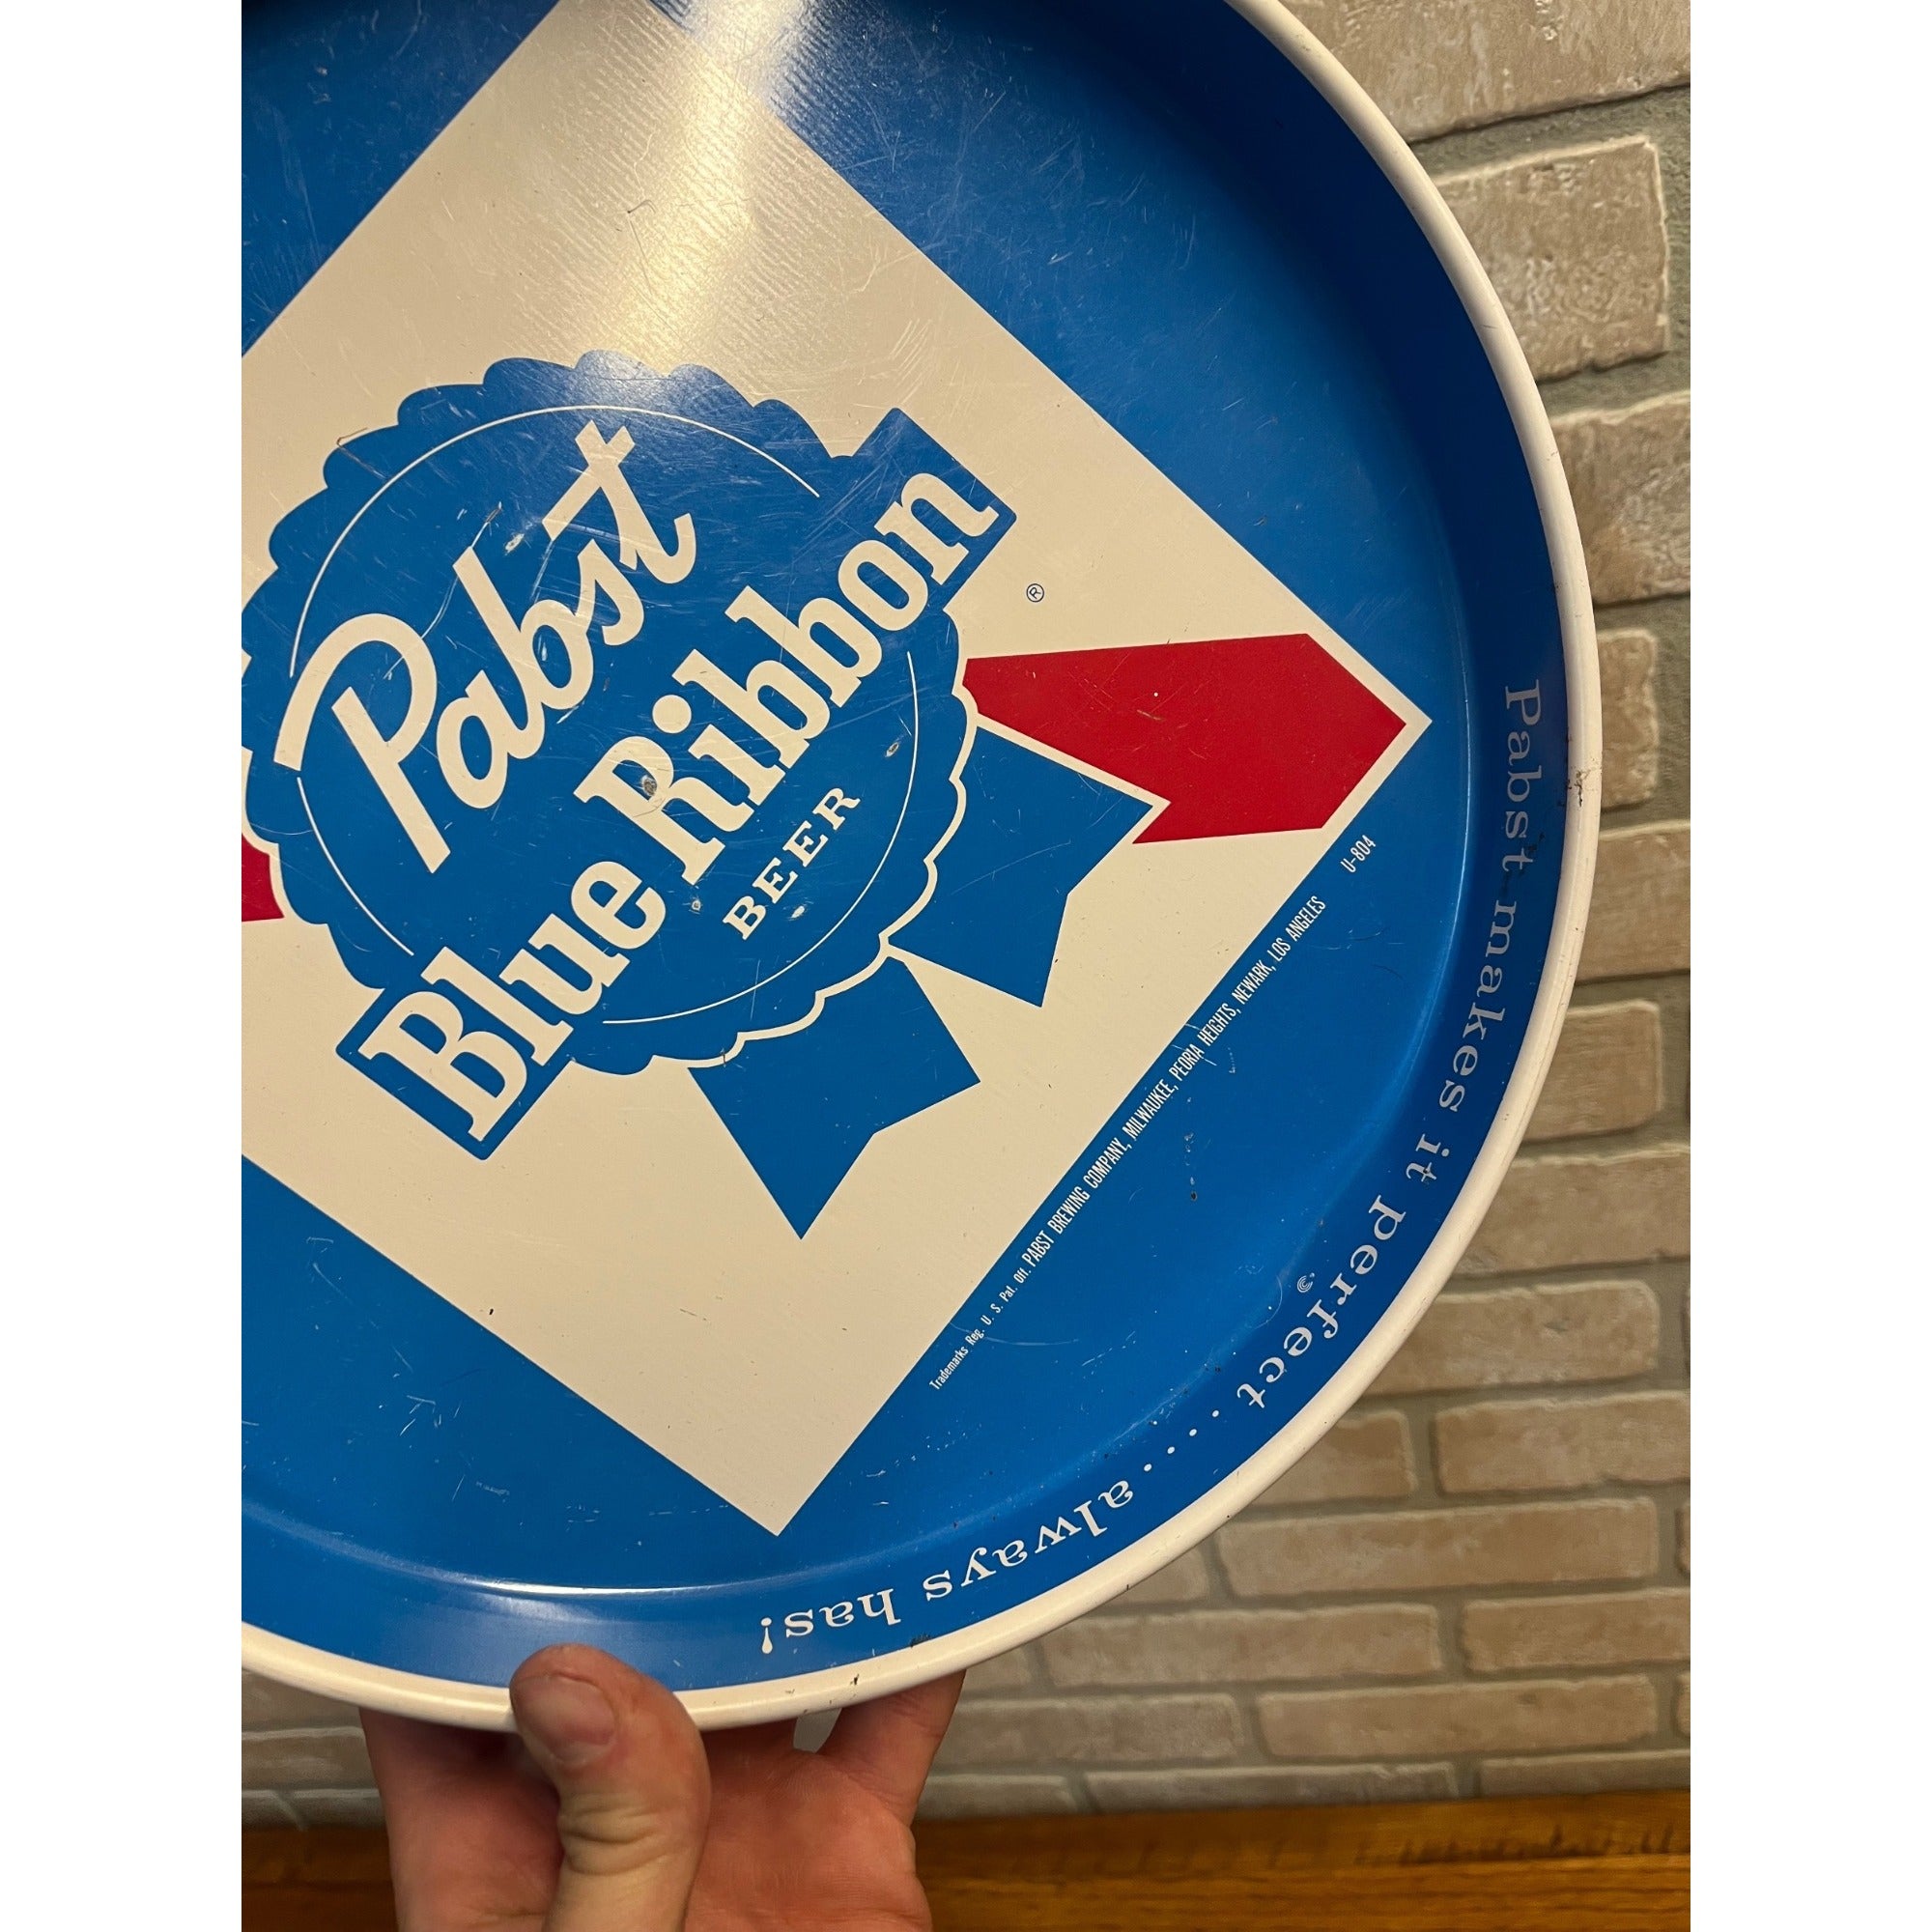 Pabst
Blue Ribbon
BEER
®
U-804
Trademarks Reg. U. S. Pat. Off. PABST BREWING COMPANY, MILWAUKEE, PEORIA HEIGHTS, NEWARK, LOS ANGELES
Pabst makes it perfect....always has!
©